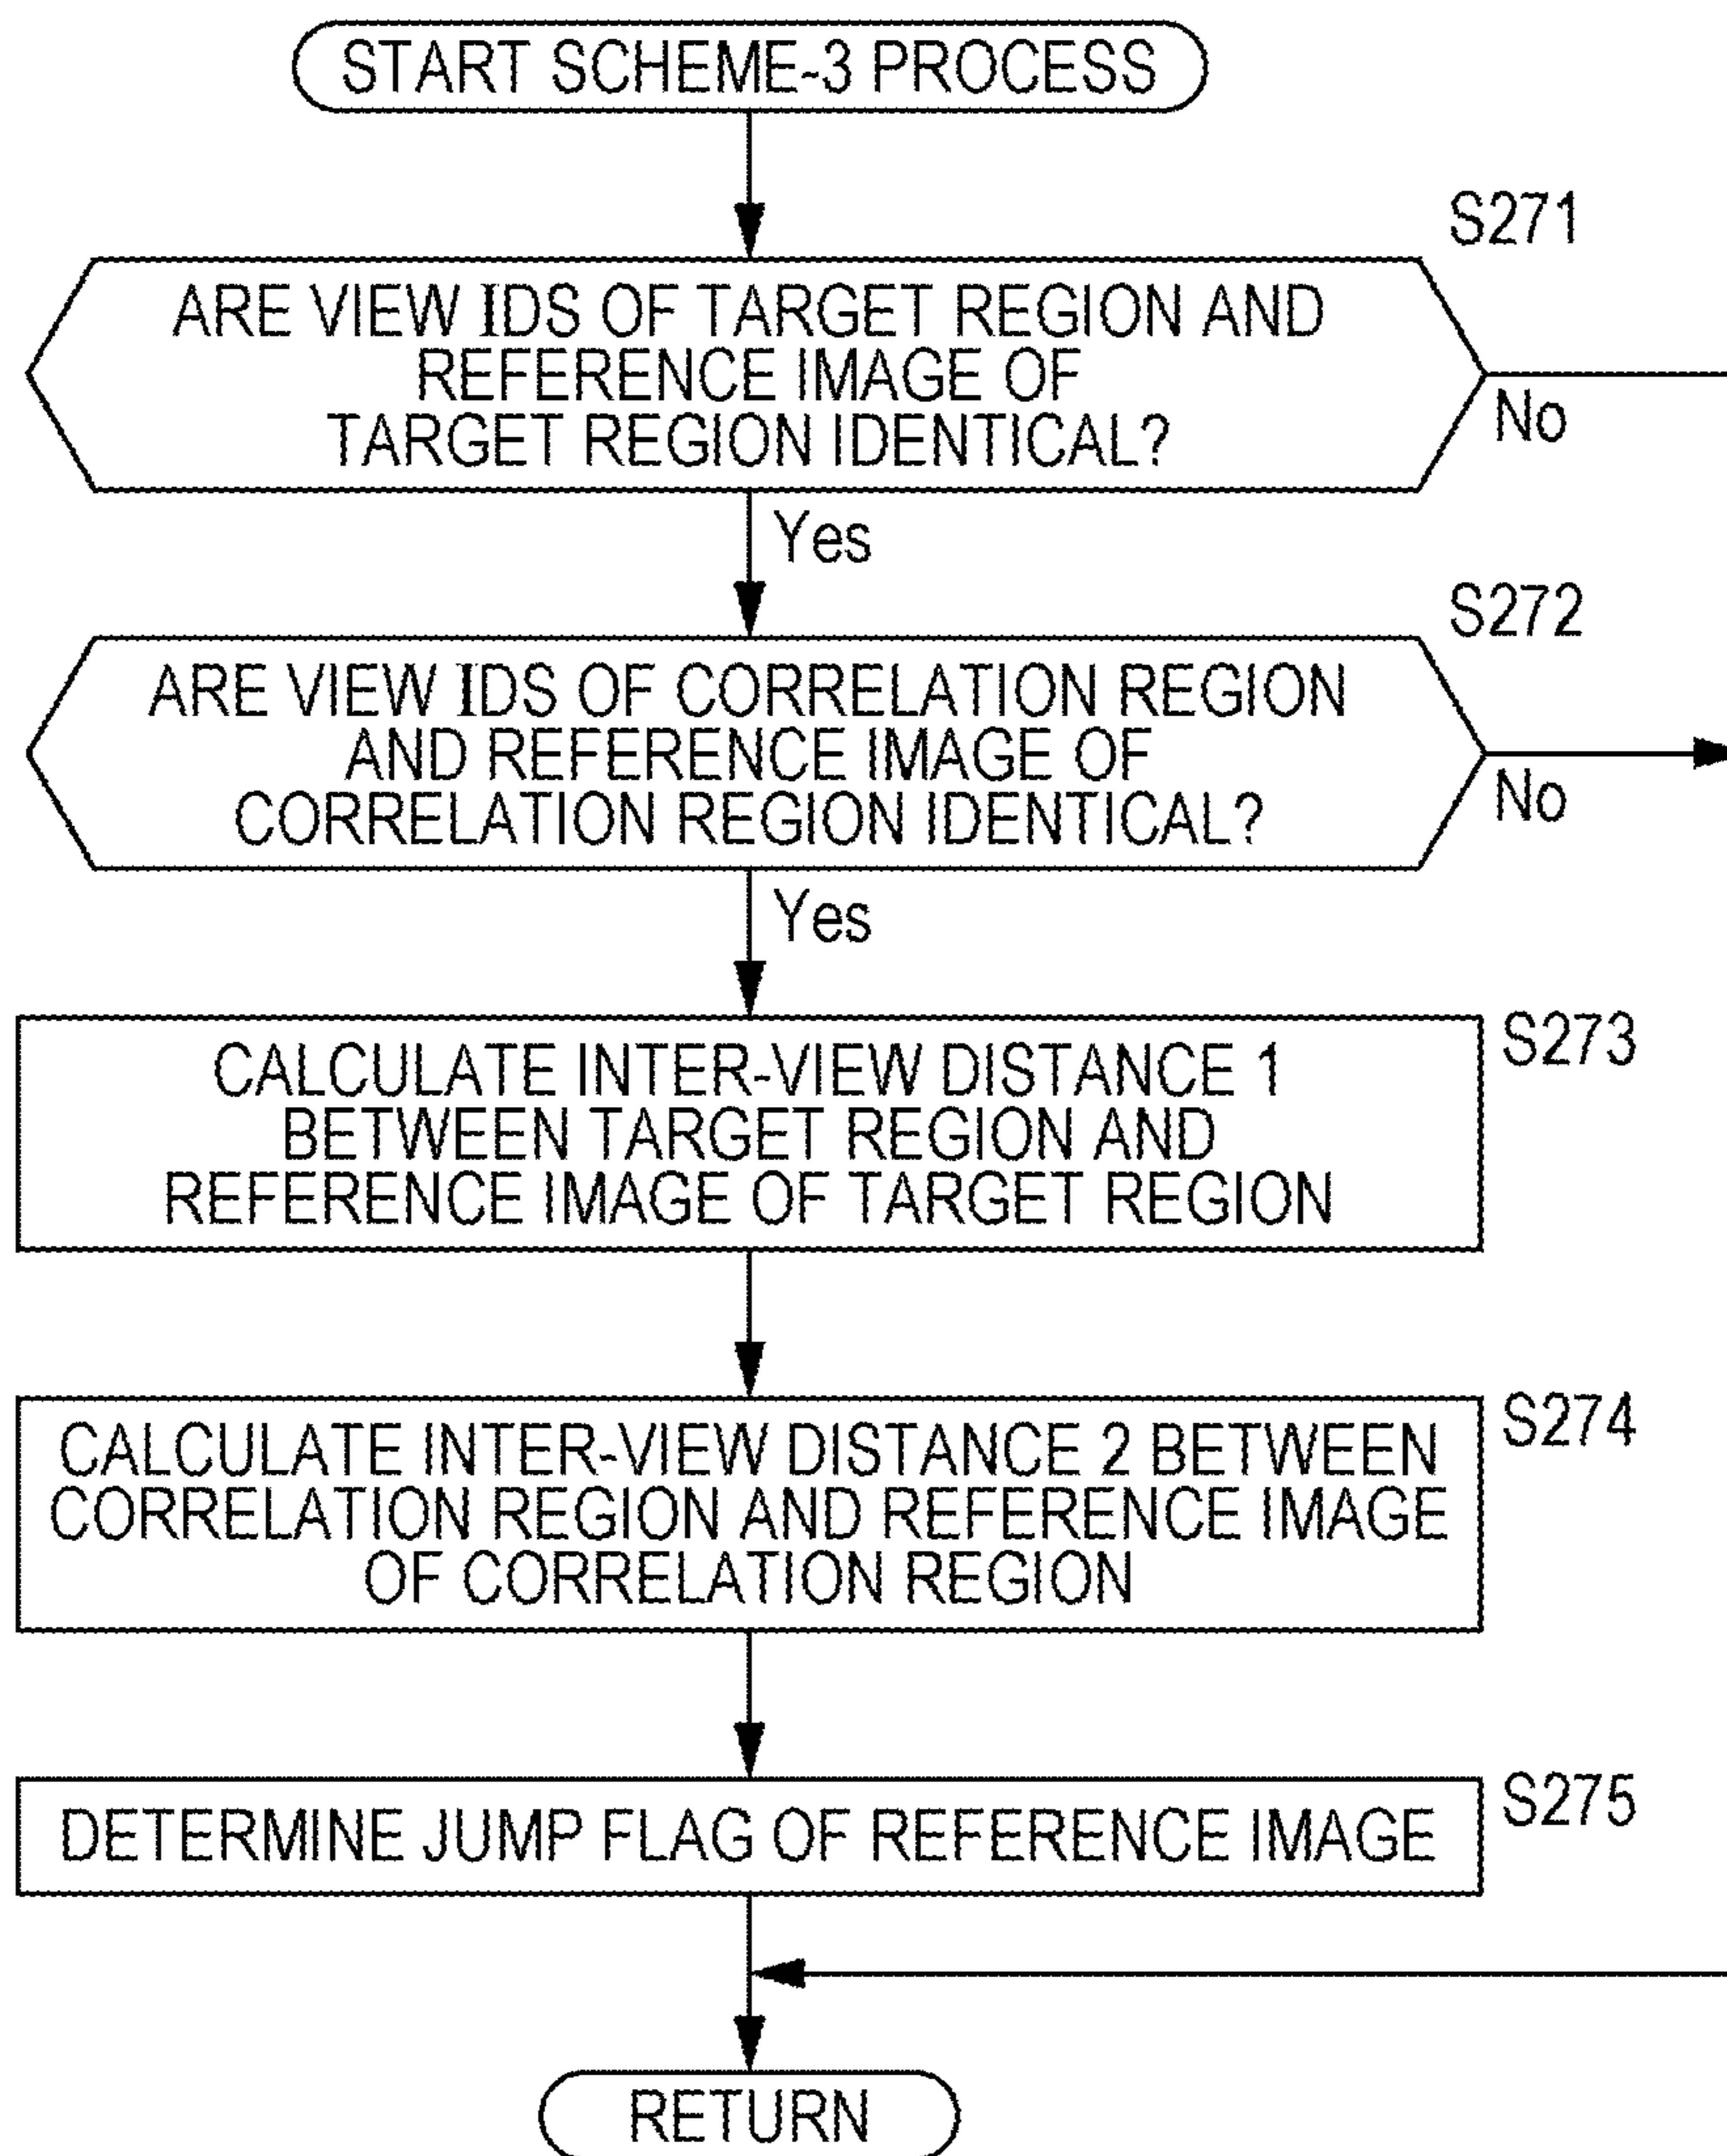 START SCHEME-3 PROCESS
S271
ARE VIEW IDS OF TARGET REGION AND
REFERENCE IMAGE OF
TARGET REGION IDENTICAL?
No
Yes
S272
ARE VIEW IDS OF CORRELATION REGION
AND REFERENCE IMAGE OF
CORRELATION REGION IDENTICAL?
No
Yes
S273
CALCULATE INTER-VIEW DISTANCE 1
BETWEEN TARGET REGION AND
REFERENCE IMAGE OF TARGET REGION
S274
CALCULATE INTER-VIEW DISTANCE 2 BETWEEN
CORRELATION REGION AND REFERENCE IMAGE
OF CORRELATION REGION
S275
DETERMINE JUMP FLAG OF REFERENCE IMAGE
RETURN